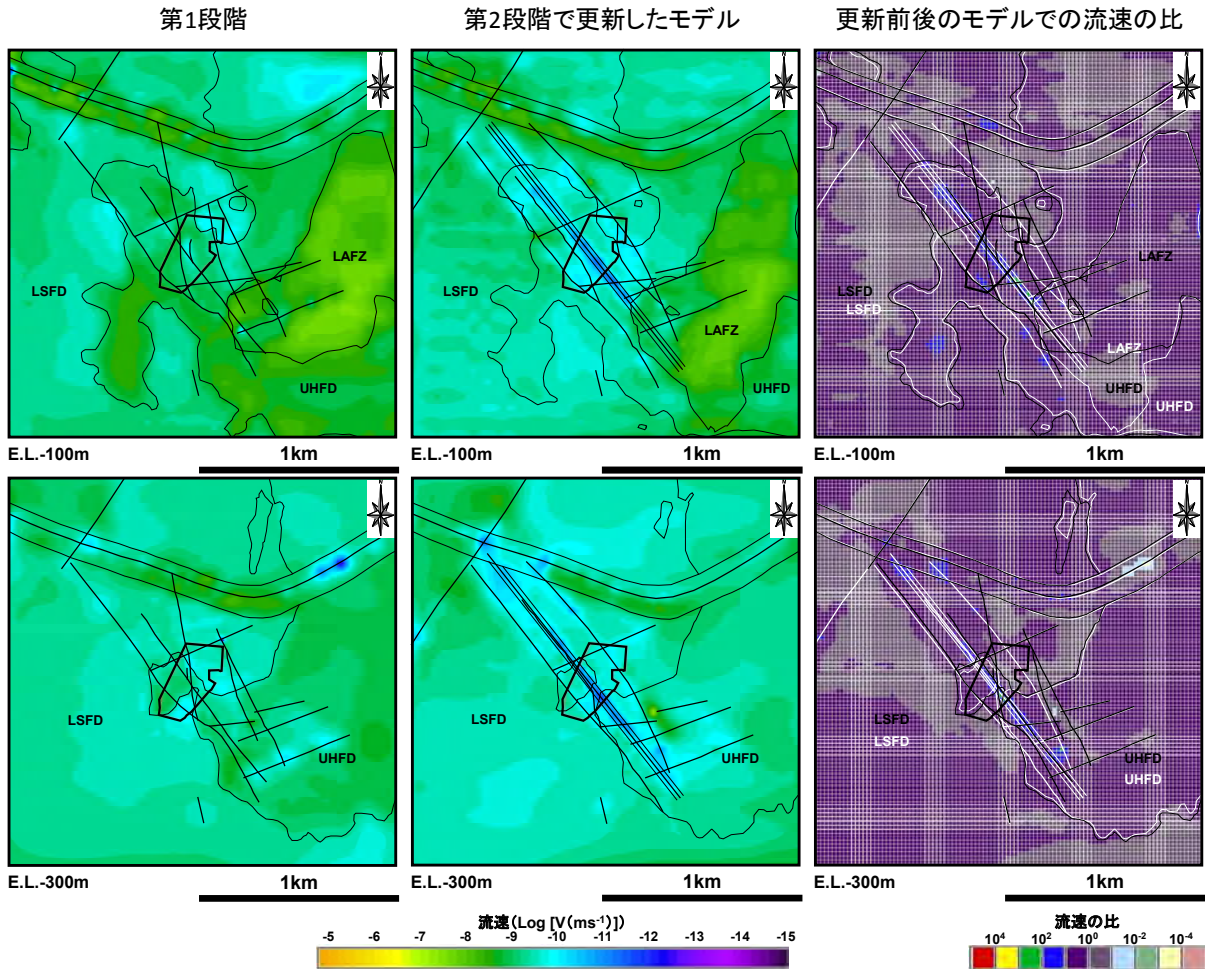 第1段階
第2段階で更新したモデル
更新前後のモデルでの流速の比
LSFD
LAFZ
UHFD
LSFD
LAFZ
UHFD
LAFZ
LSFD
LSFD
LAFZ
UHFD
UHFD
E.L.-100m
1km
E.L.-100m
1km
E.L.-100m
1km
LSFD
UHFD
LSFD
UHFD
LSFD
LSFD
UHFD
UHFD
E.L.-300m
1km
E.L.-300m
1km
E.L.-300m
1km
流速(Log [V(ms⁻¹)])
-5 -6 -7 -8 -9 -10 -11 -12 -13 -14 -15
流速の比
10⁴ 10² 10⁰ 10⁻² 10⁻⁴